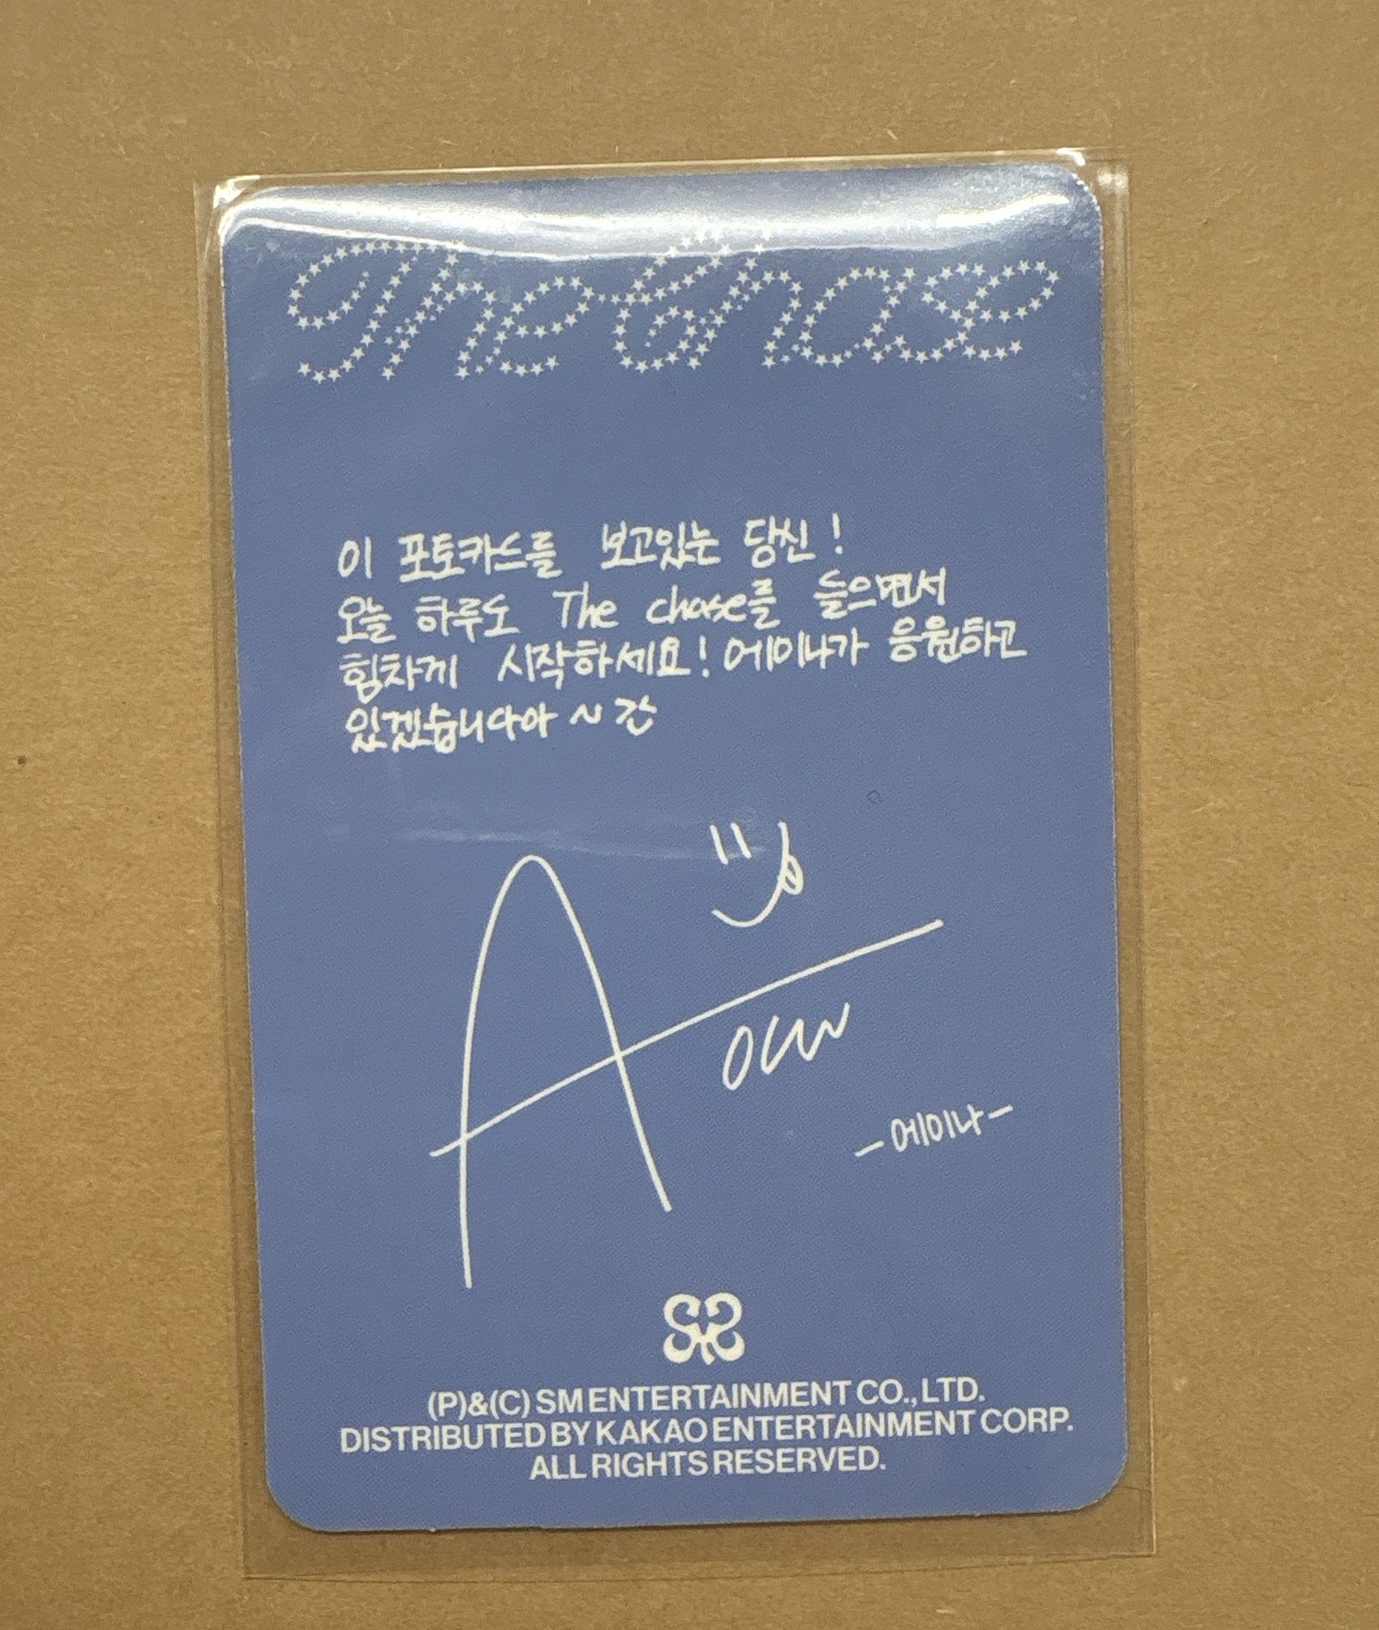 The Chase
이 포토카드를 보고있는 당신!
오늘 하루도 The chase를 들으면서
힘차게 시작하세요! 에이나가 응원하고
있겠습니다아
-에이나-
(P)&(C) SM ENTERTAINMENT CO., LTD.
DISTRIBUTED BY KAKAO ENTERTAINMENT CORP.
ALL RIGHTS RESERVED.